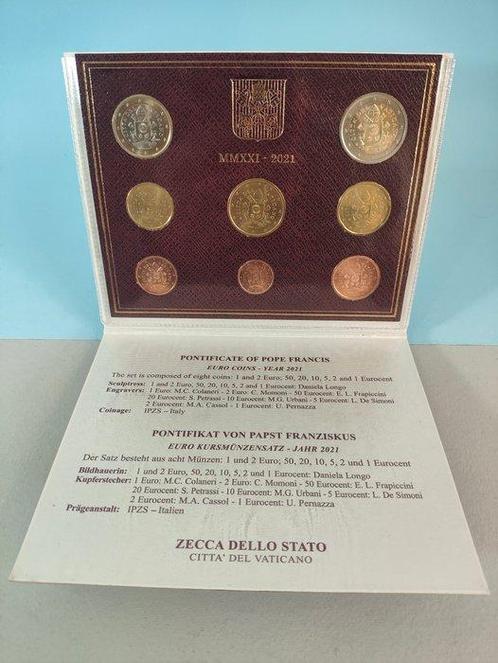 MMXXI - 2021
PONTIFICATE OF POPE FRANCIS
EURO COINS - YEAR 2021
The set is composed of eight coins: 1 and 2 Euro; 50, 20, 10, 5, 2 and 1 Eurocent
Sculptress: 1 and 2 Euro, 50, 20, 10, 5, 2 and 1 Eurocent: Daniela Longo
Engravers: 1 Euro: M.C. Colaneri - 2 Euro: C. Momoni - 50 Eurocent: E. L. Frapiccini
20 Eurocent: S. Petrassi - 10 Eurocent: M.G. Urbani - 5 Eurocent: L. De Simoni
2 Eurocent: M.A. Cassol - 1 Eurocent: U. Pernazza
Coinage: IPZS – Italy
PONTIFIKAT VON PAPST FRANZISKUS
EURO KURSMÜNZENSATZ - JAHR 2021
Der Satz besteht aus acht Münzen: 1 und 2 Euro; 50, 20, 10, 5, 2 und 1 Eurocent
Bildhauerin: 1 und 2 Euro, 50, 20, 10, 5, 2 und 1 Eurocent: Daniela Longo
Kupferstecher: 1 Euro: M.C. Colaneri - 2 Euro: C. Momoni - 50 Eurocent: E. L. Frapiccini
20 Eurocent: S. Petrassi - 10 Eurocent: M.G. Urbani - 5 Eurocent: L. De Simoni
2 Eurocent: M.A. Cassol - 1 Eurocent: U. Pernazza
Prägeanstalt: IPZS – Italien
ZECCA DELLO STATO
CITTA' DEL VATICANO